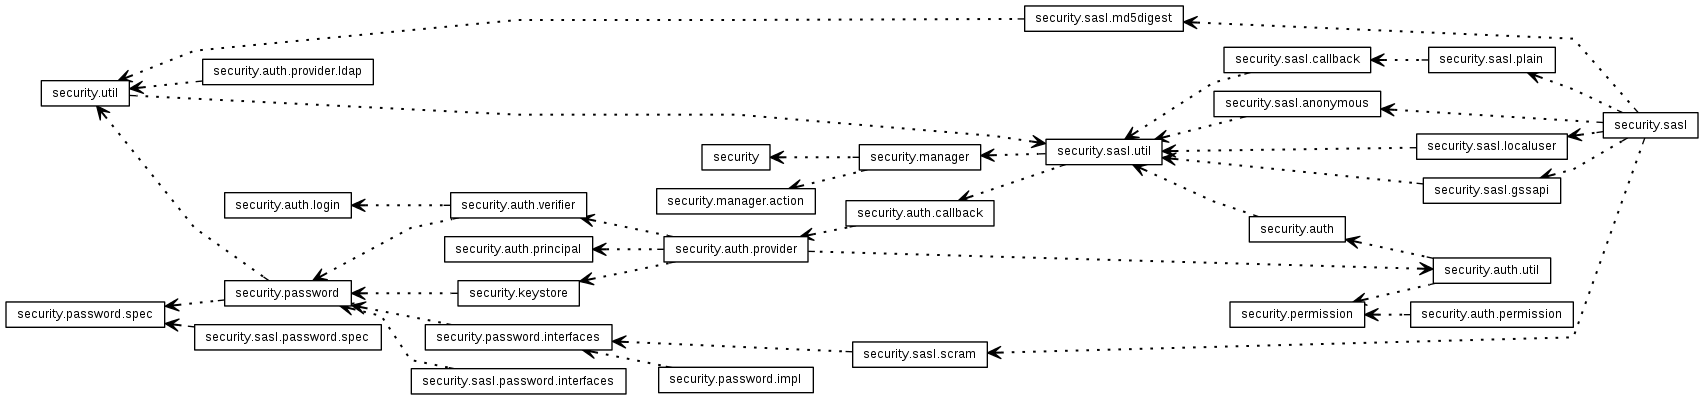 security.sasl.md5digest
security.auth.provider.ldap
security.sasl.callback
security.sasl.plain
security.util
security.sasl.anonymous
security.sasl
security
security.manager
security.sasl.util
security.sasl.localuser
security.sasl.gssapi
security.auth.login
security.auth.verifier
security.manager.action
security.auth.callback
security.auth
security.auth.principal
security.auth.provider
security.auth.util
security.password
security.keystore
security.password.spec
security.permission
security.auth.permission
security.sasl.password.spec
security.password.interfaces
security.sasl.scram
security.sasl.password.interfaces
security.password.impl